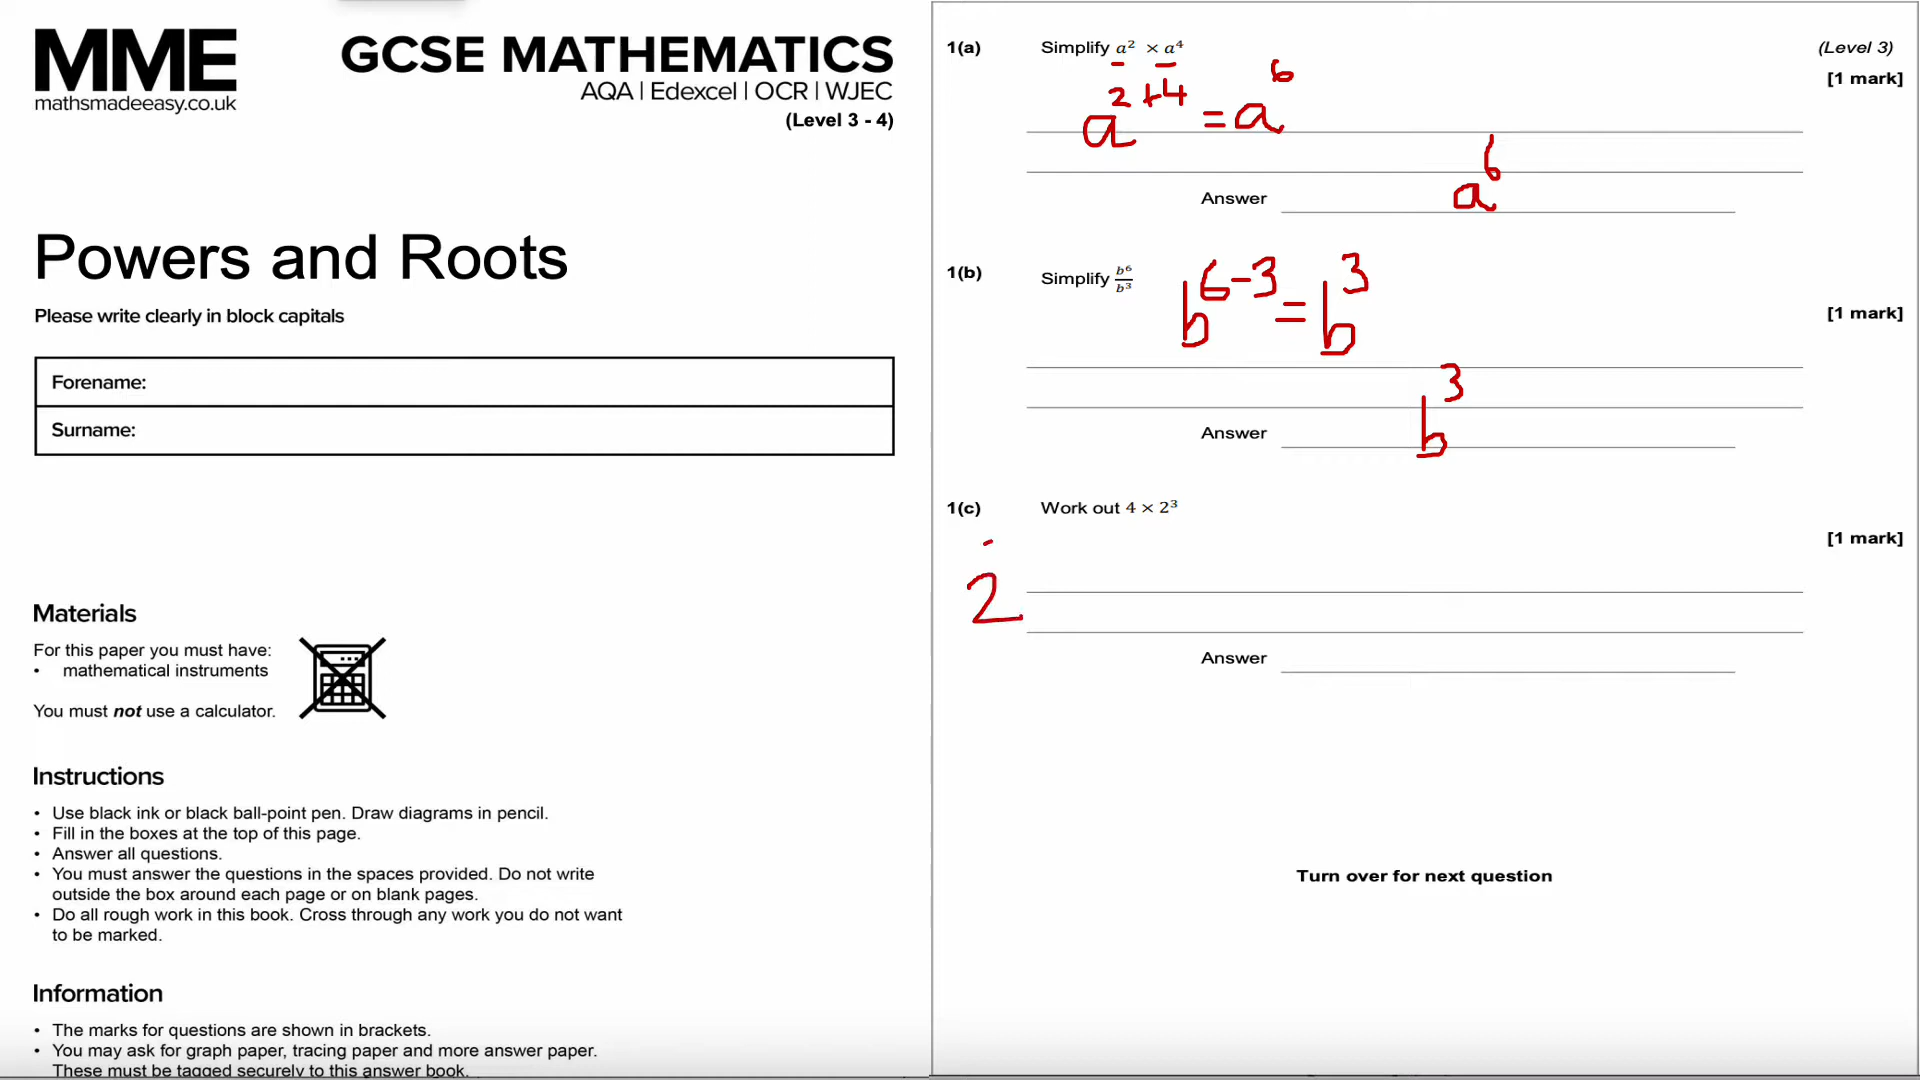 MME
mathsmadeeasy.co.uk
GCSE MATHEMATICS
AQA | Edexcel | OCR | WJEC
(Level 3 - 4)
Powers and Roots
Please write clearly in block capitals
Forename:
Surname:
Materials
For this paper you must have:
• mathematical instruments
You must not use a calculator.
Instructions
• Use black ink or black ball-point pen. Draw diagrams in pencil.
• Fill in the boxes at the top of this page.
• Answer all questions.
• You must answer the questions in the spaces provided. Do not write
outside the box around each page or on blank pages.
• Do all rough work in this book. Cross through any work you do not want
to be marked.
Information
• The marks for questions are shown in brackets.
• You may ask for graph paper, tracing paper and more answer paper.
These must be tagged securely to this answer book.
1(a) Simplify a² × a⁴ (Level 3)
[1 mark]
a²⁺⁴ = a⁶
Answer a⁶
1(b) Simplify b⁶/b³
[1 mark]
b⁶⁻³ = b³
Answer b³
1(c) Work out 4 × 2³
[1 mark]
2
Answer
Turn over for next question